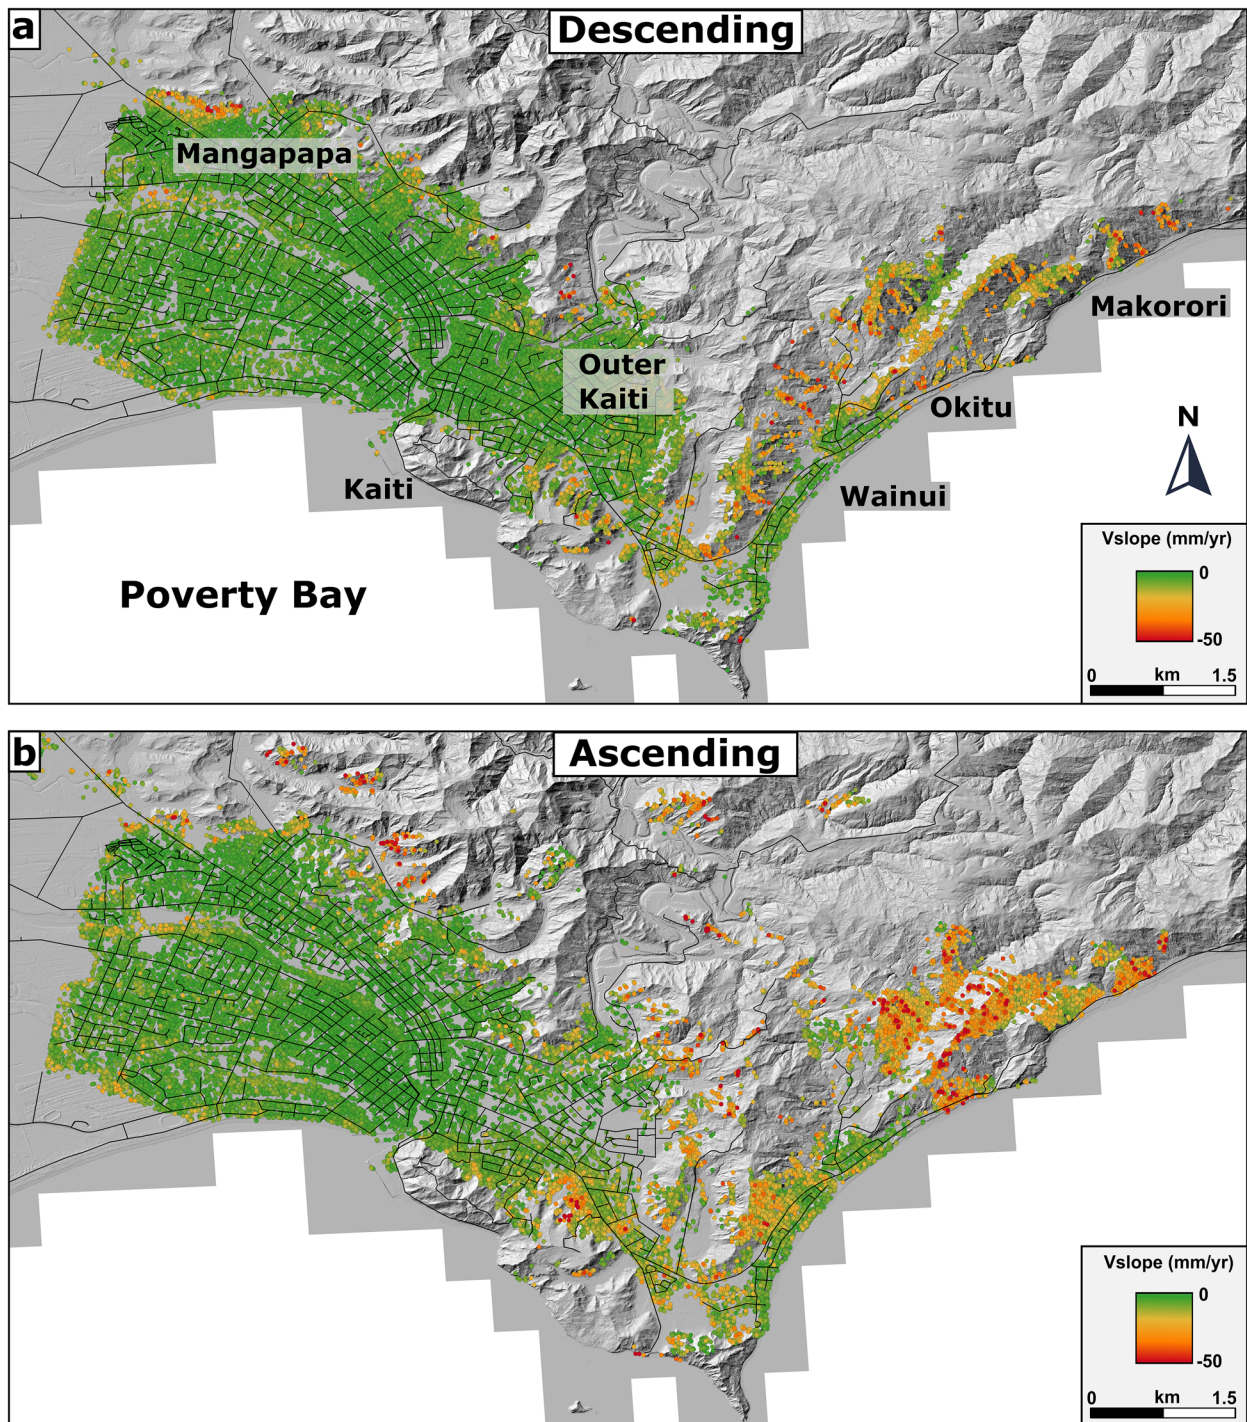 a
Descending
Mangapapa
Outer
Kaiti
Makorori
Okitu
Kaiti
Wainui
N
Poverty Bay
Vslope (mm/yr)
0
-50
0 km 1.5
b
Ascending
Vslope (mm/yr)
0
-50
0 km 1.5